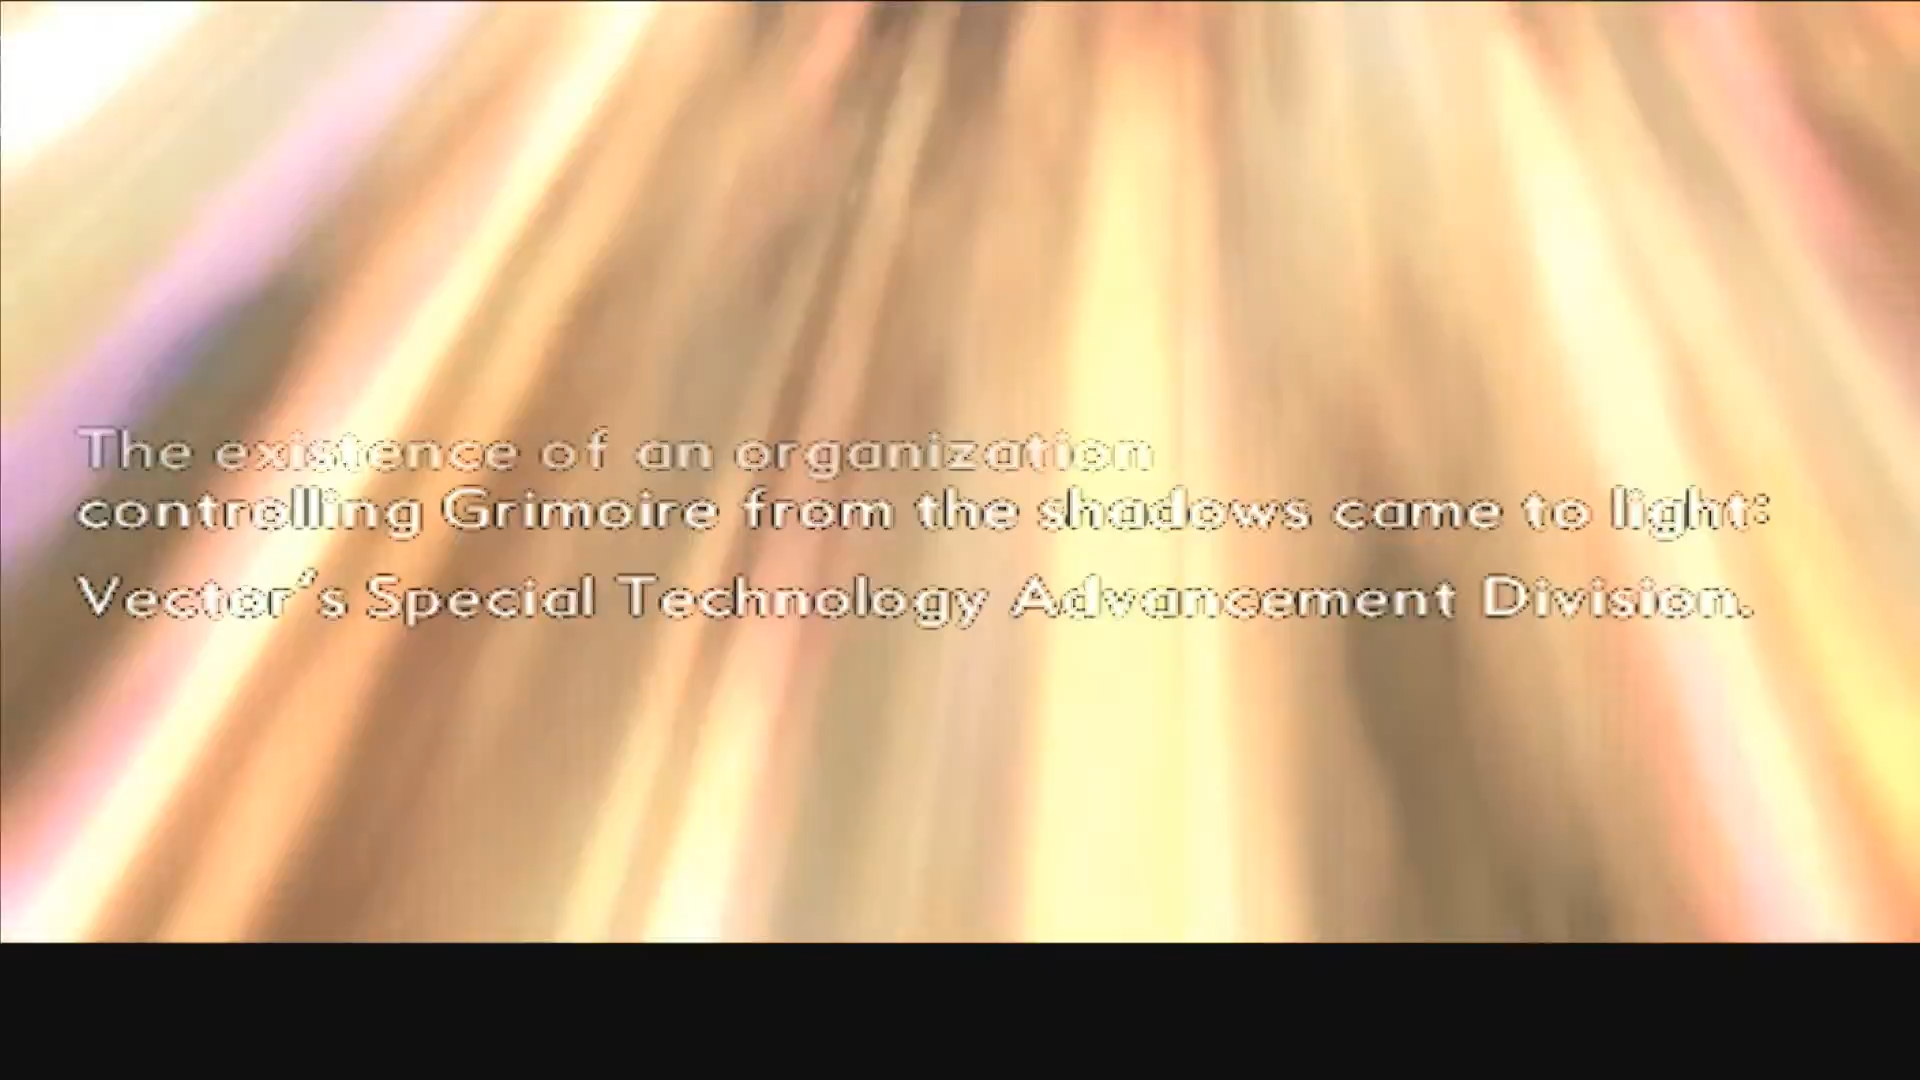 The existence of an organization
controlling Grimoire from the shadows came to light:
Vector's Special Technology Advancement Division.